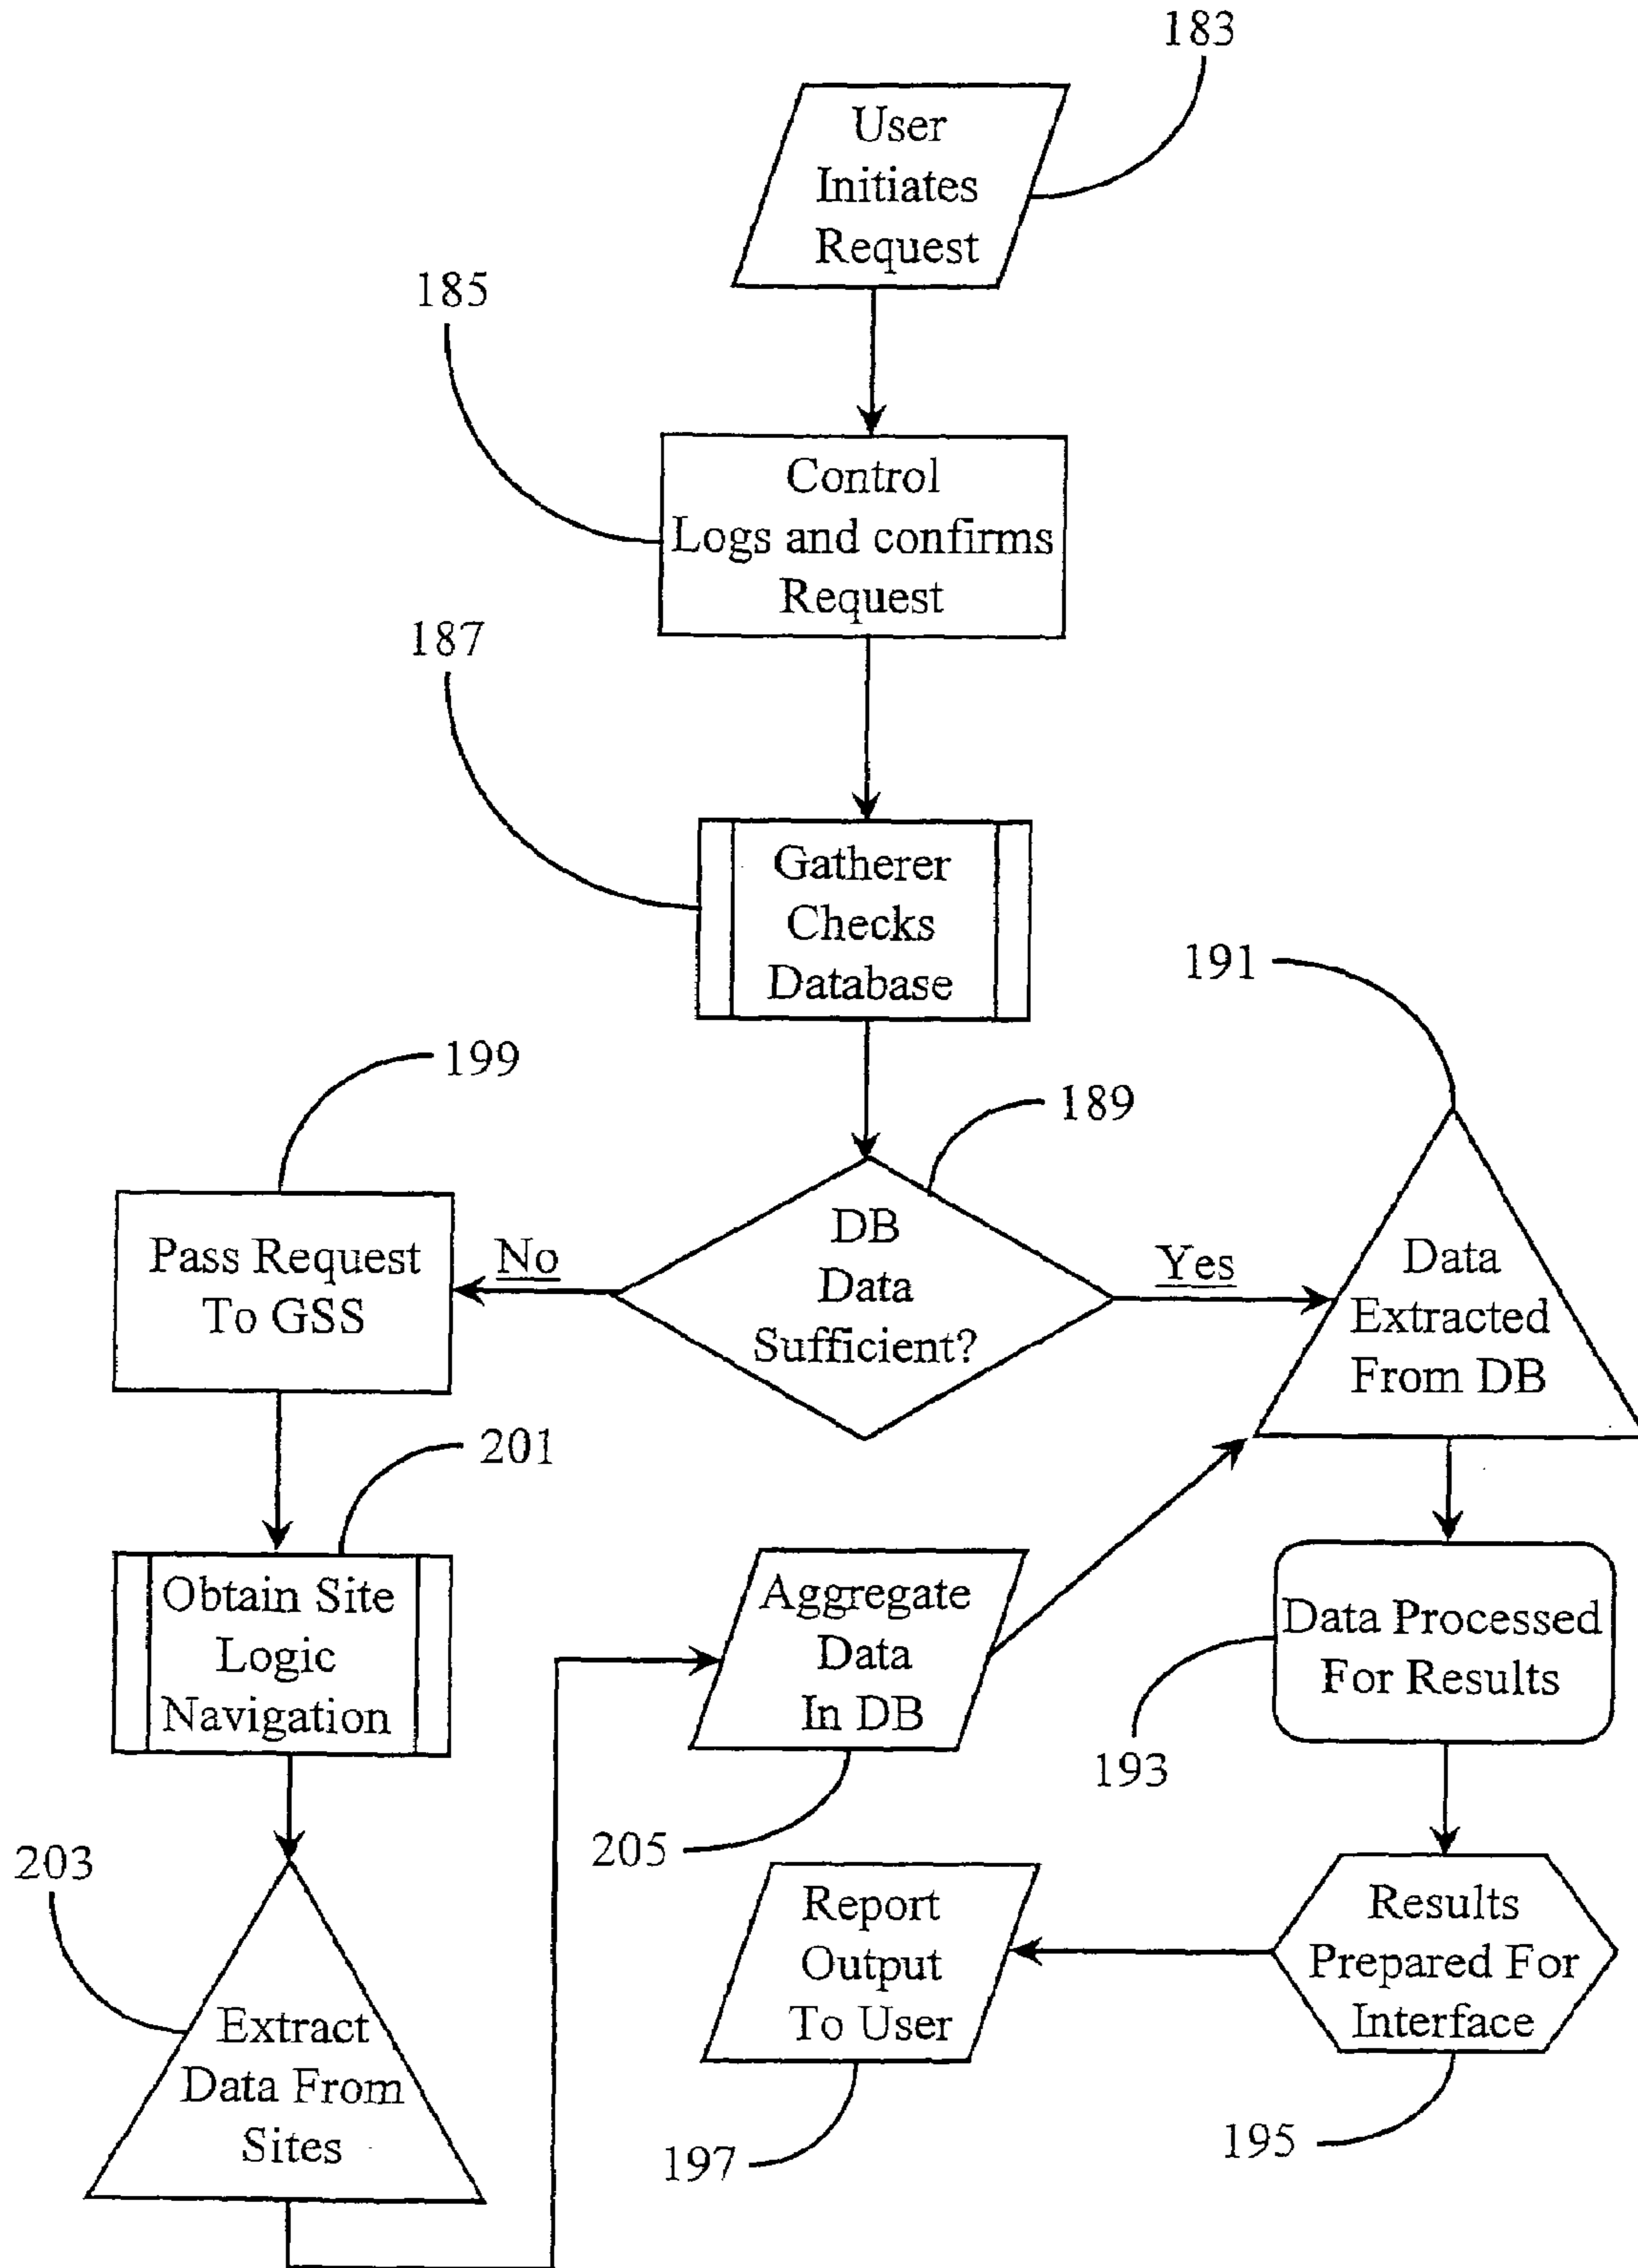 183
User
Initiates
Request
185
Control
Logs and confirms
Request
187
Gatherer
Checks
Database
191
199
189
Pass Request
To GSS
No
DB
Data
Sufficient?
Yes
Data
Extracted
From DB
201
Obtain Site
Logic
Navigation
Aggregate
Data
In DB
Data Processed
For Results
193
205
203
Extract
Data From
Sites
Report
Output
To User
Results
Prepared For
Interface
197
195